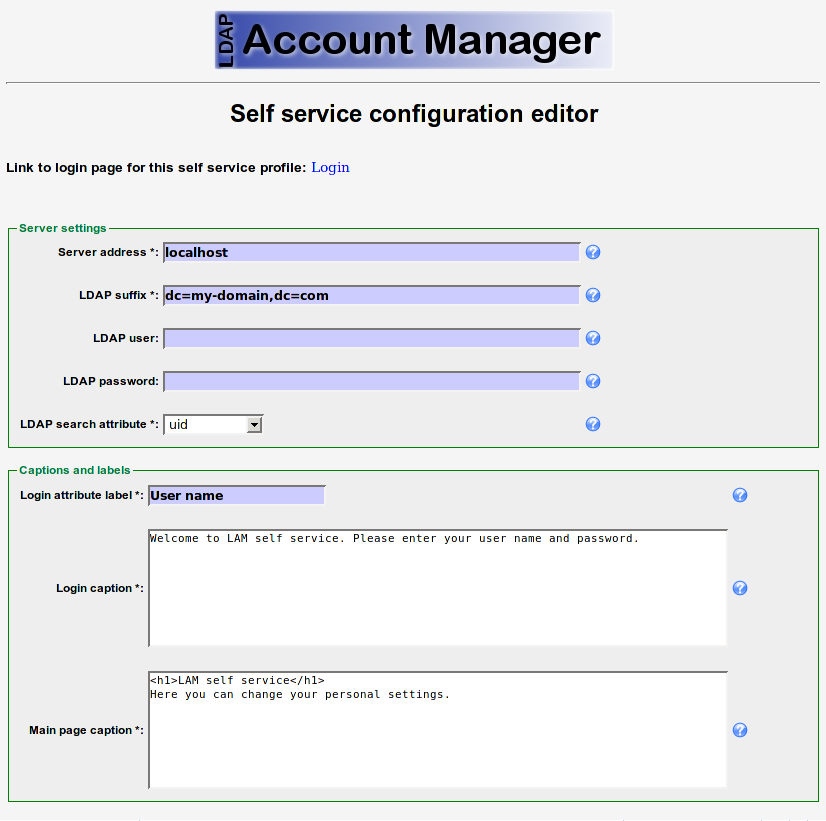 LDAP Account Manager
Self service configuration editor
Link to login page for this self service profile: Login
Server settings
Server address *: localhost ?
LDAP suffix *: dc=my-domain,dc=com ?
LDAP user: ?
LDAP password: ?
LDAP search attribute *: uid ?
Captions and labels
Login attribute label *: User name ?
Welcome to LAM self service. Please enter your user name and password.
Login caption *: ?
<h1>LAM self service</h1>
Here you can change your personal settings.
Main page caption *: ?